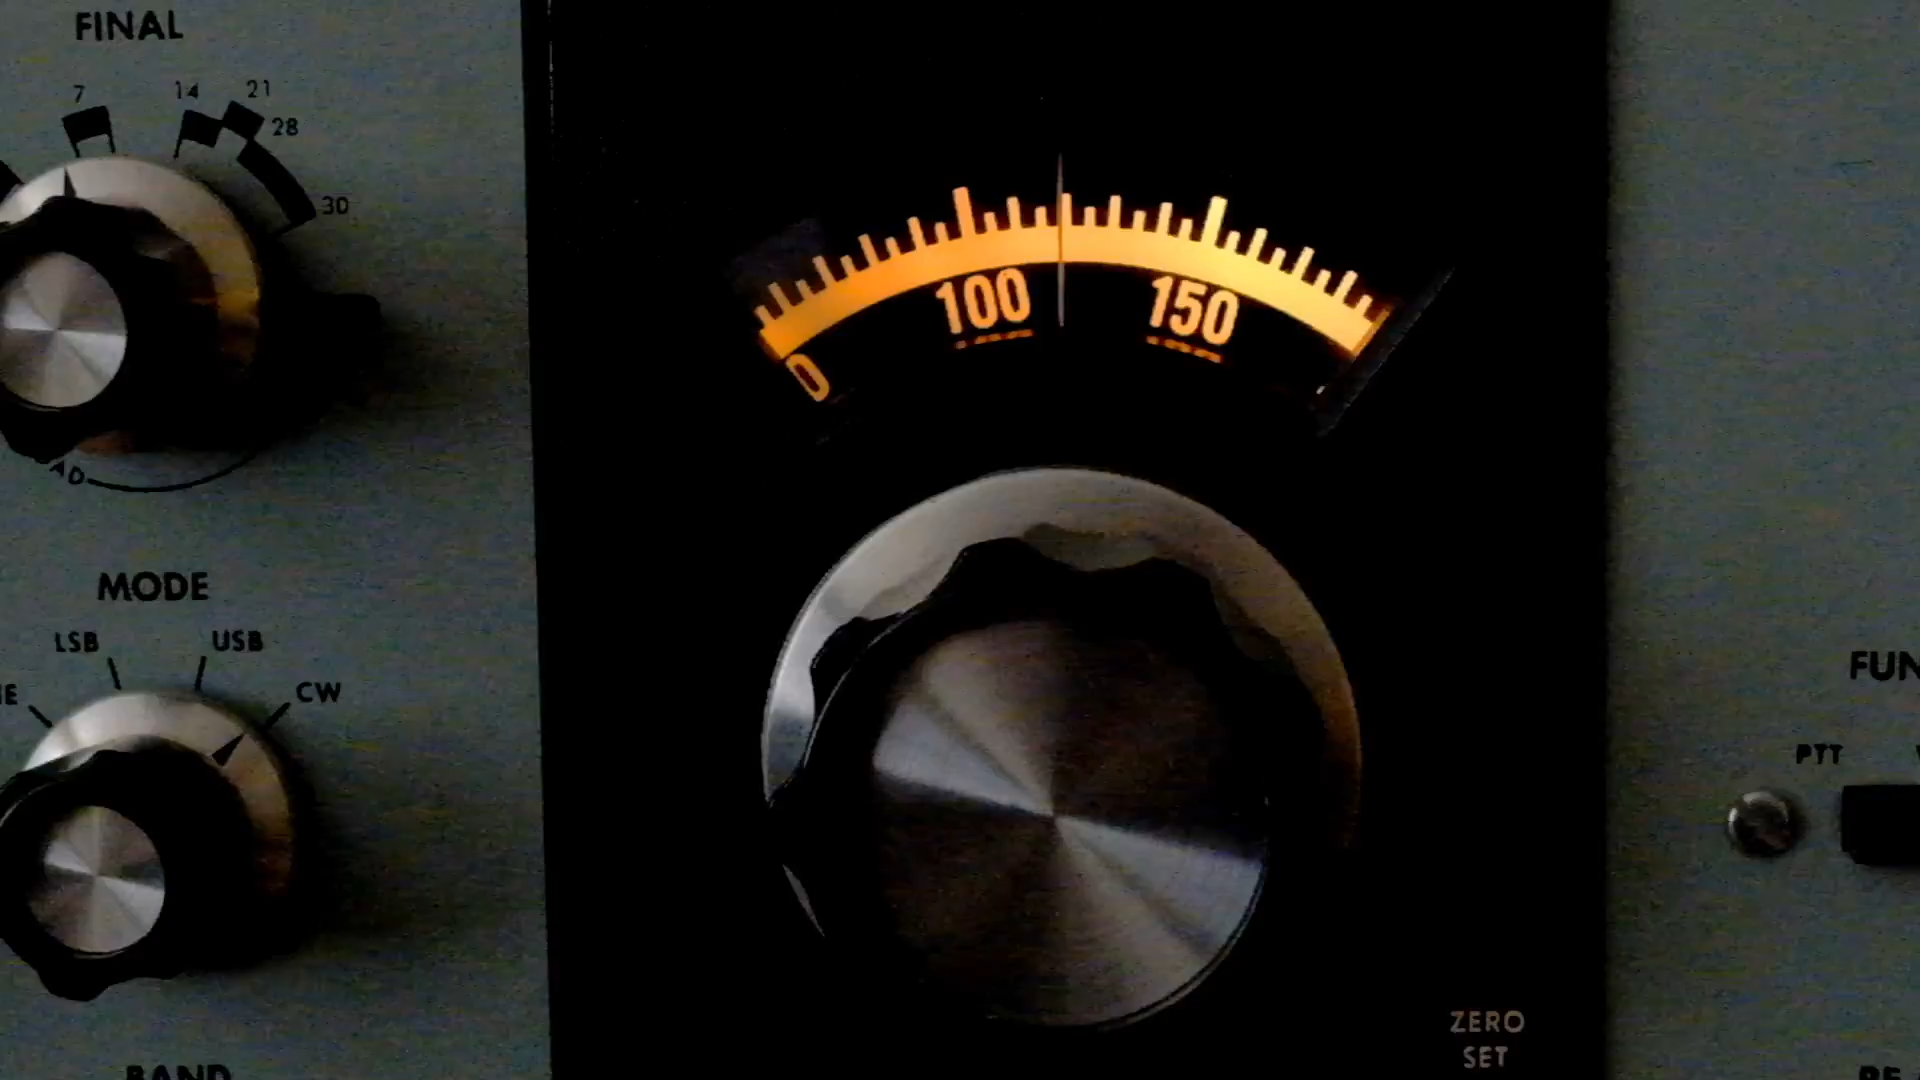 FINAL
7 14 21
28
30
MODE
LSB USB
CW
100 150
0
FUN
PTT
ZERO
SET
BAND